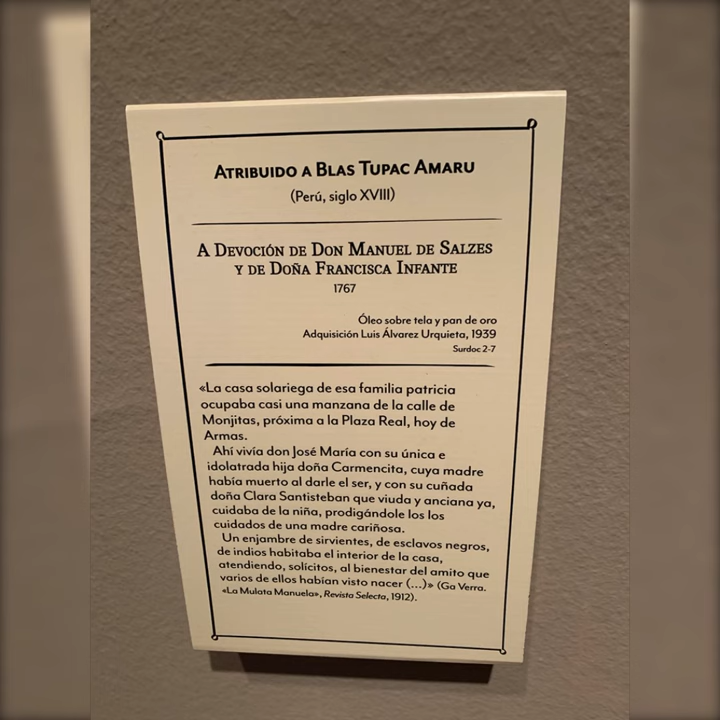 Atribuido a Blas Tupac Amaru
(Perú, siglo XVIII)
A Devoción de Don Manuel de Salzes
y de Doña Francisca Infante
1767
Óleo sobre tela y pan de oro
Adquisición Luis Álvarez Urquieta, 1939
Surdoc 2-7
«La casa solariega de esa familia patricia
ocupaba casi una manzana de la calle de
Monjitas, próxima a la Plaza Real, hoy de
Armas.
Ahí vivía don José María con su única e
idolatrada hija doña Carmencita, cuya madre
había muerto al darle el ser, y con su cuñada
doña Clara Santisteban que viuda y anciana ya,
cuidaba de la niña, prodigándole los los
cuidados de una madre cariñosa.
Un enjambre de sirvientes, de esclavos negros,
de indios habitaba el interior de la casa,
atendiendo, solícitos, al bienestar del amito que
varios de ellos habían visto nacer (...)» (Ga Verra.
«La Mulata Manuela», Revista Selecta, 1912).